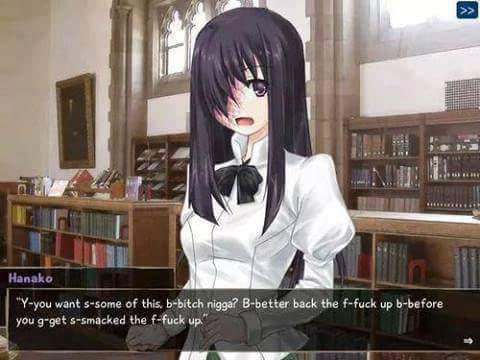 >>
Hanako
"Y-you want s-some of this, b-bitch nigga? B-better back the f-fuck up b-before
you g-get s-smacked the f-fuck up."